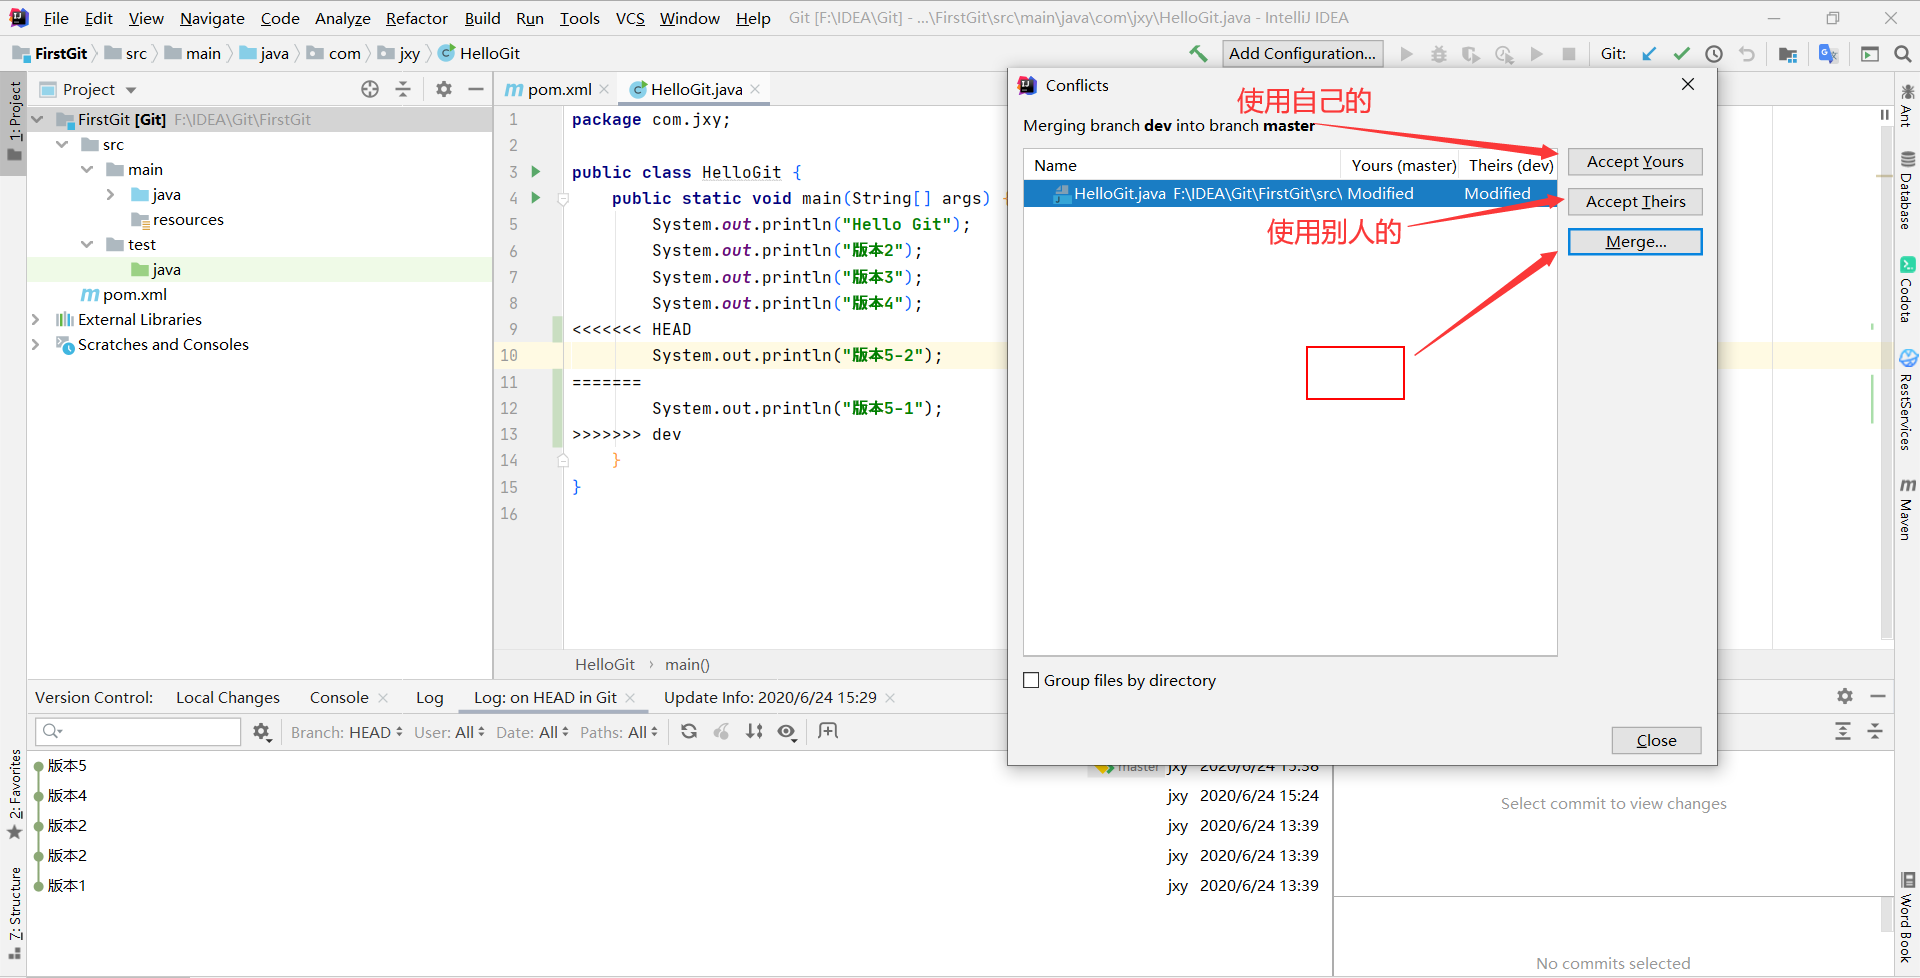 File Edit View Navigate Code Analyze Refactor Build Run Tools VCS Window Help Git [F:\IDEA\Git] - ...\FirstGit\src\main\java\com\jxy\HelloGit.java - IntelliJ IDEA
FirstGit src main java com jxy HelloGit
Add Configuration...
Git:
1: Project
Project
FirstGit [Git] F:\IDEA\Git\FirstGit
src
main
java
resources
test
java
pom.xml
External Libraries
Scratches and Consoles
pom.xml
HelloGit.java
1 package com.jxy;
2
3 public class HelloGit {
4 public static void main(String[] args) {
5 System.out.println("Hello Git");
6 System.out.println("版本2");
7 System.out.println("版本3");
8 System.out.println("版本4");
9 <<<<<<< HEAD
10 System.out.println("版本5-2");
11 =======
12 System.out.println("版本5-1");
13 >>>>>>> dev
14 }
15 }
16
HelloGit › main()
Conflicts
使用自己的
Merging branch dev into branch master
Name Yours (master) Theirs (dev)
HelloGit.java F:\IDEA\Git\FirstGit\src\ Modified Modified
使用别人的
Accept Yours
Accept Theirs
Merge...
Group files by directory
Close
Ant
Database
Codota
RestServices
Maven
Word Book
Version Control: Local Changes Console Log Log: on HEAD in Git Update Info: 2020/6/24 15:29
Branch: HEAD User: All Date: All Paths: All
2: Favorites
7: Structure
版本5 master jxy 2020/6/24 15:38
版本4 jxy 2020/6/24 15:24
版本2 jxy 2020/6/24 13:39
版本2 jxy 2020/6/24 13:39
版本1 jxy 2020/6/24 13:39
Select commit to view changes
No commits selected